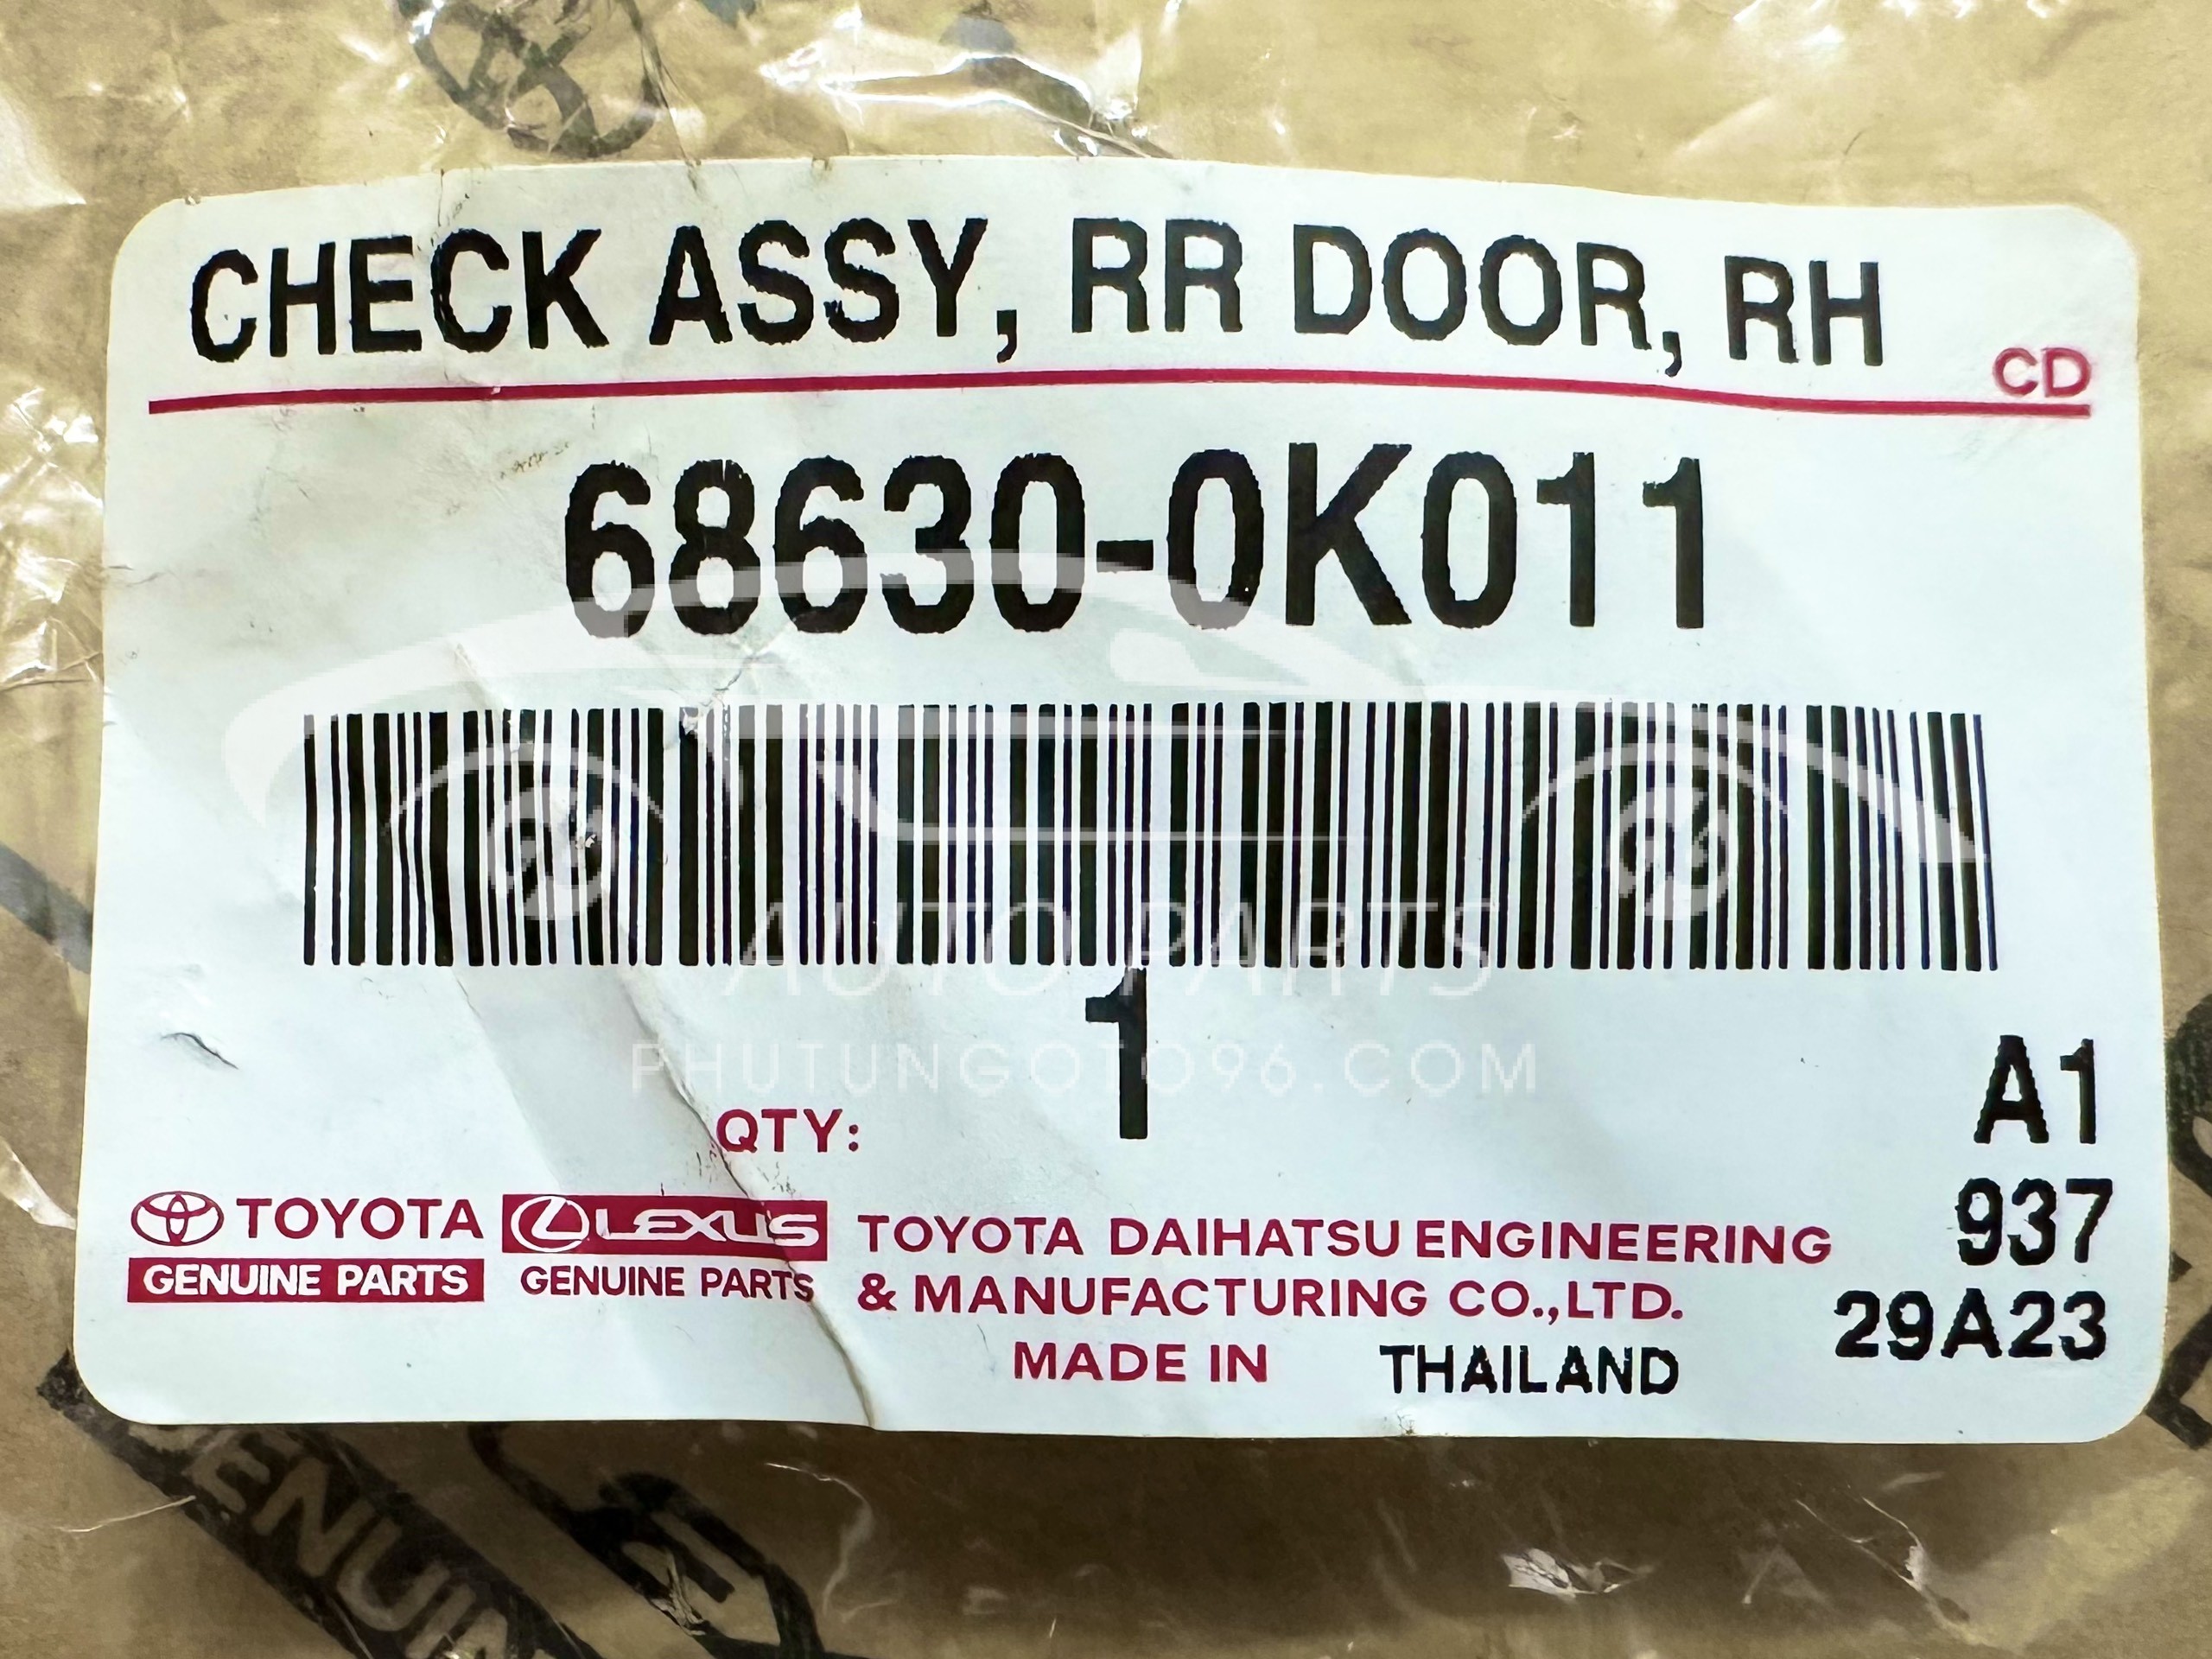 CHECK ASSY, RR DOOR, RH
CD
68630-0K011
AUTO PARTS
1
PHUTUNGOTO96.COM
QTY:
A1
937
29A23
TOYOTA
GENUINE PARTS
LEXUS
GENUINE PARTS
TOYOTA DAIHATSU ENGINEERING
& MANUFACTURING CO.,LTD.
MADE IN THAILAND
ENUIN